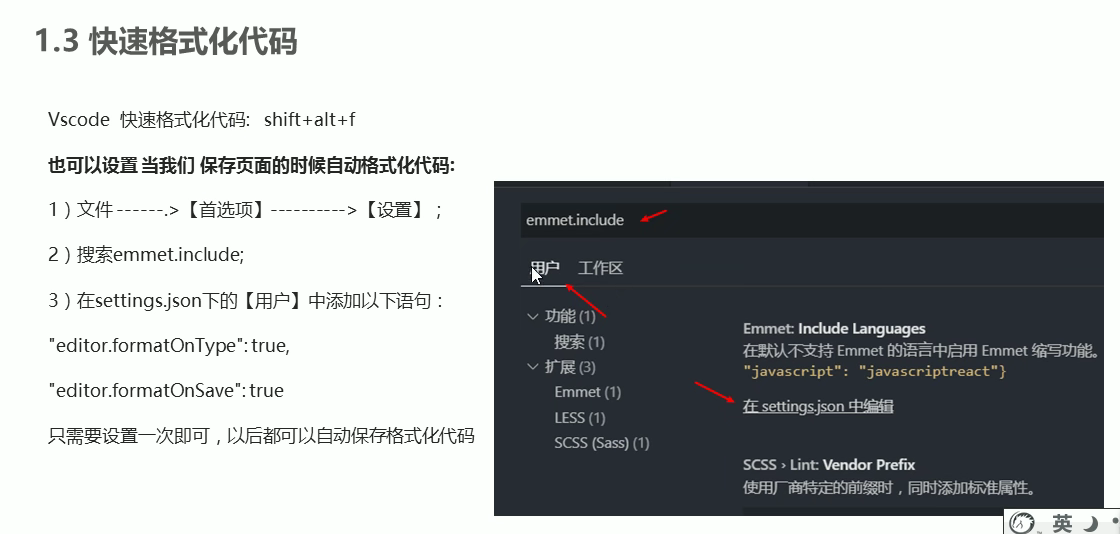 1.3 快速格式化代码
Vscode 快速格式化代码: shift+alt+f
也可以设置 当我们 保存页面的时候自动格式化代码:
1）文件 ------.>【首选项】---------->【设置】；
2）搜索emmet.include;
3）在settings.json下的【用户】中添加以下语句：
"editor.formatOnType": true,
"editor.formatOnSave": true
只需要设置一次即可，以后都可以自动保存格式化代码
emmet.include
用户 工作区
功能 (1)
搜索 (1)
扩展 (3)
Emmet (1)
LESS (1)
SCSS (Sass) (1)
Emmet: Include Languages
在默认不支持 Emmet 的语言中启用 Emmet 缩写功能。
"javascript": "javascriptreact"}
在 settings.json 中编辑
SCSS › Lint: Vendor Prefix
使用厂商特定的前缀时，同时添加标准属性。
英